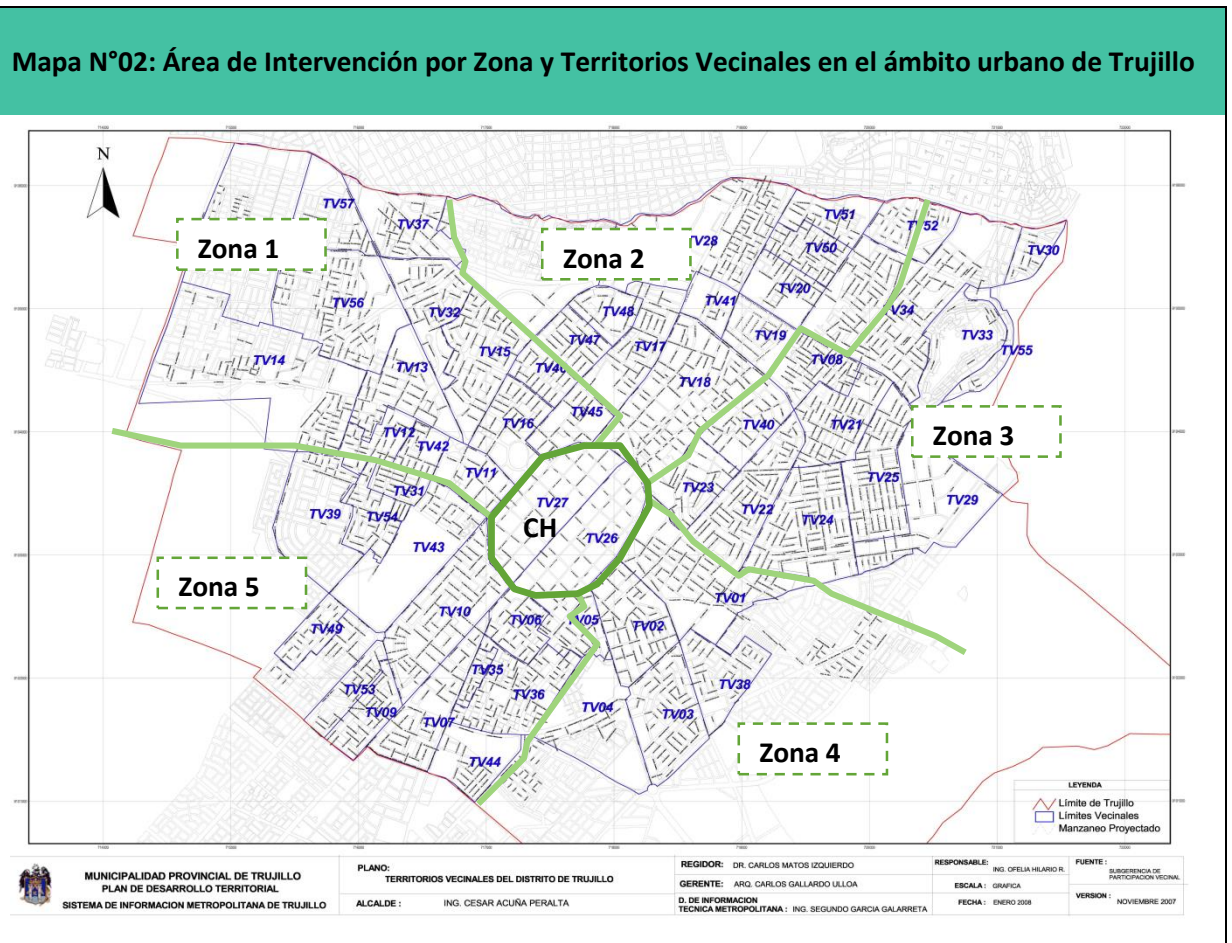 Mapa N°02: Área de Intervención por Zona y Territorios Vecinales en el ámbito urbano de Trujillo
N
TV57
TV37
Zona 1
Zona 2
TV28
TV51
TV50
TV52
TV30
TV56
TV32
TV48
TV41
TV20
TV34
TV33
TV55
TV14
TV13
TV15
TV47
TV17
TV19
TV08
TV18
TV16
TV45
TV40
TV21
Zona 3
TV12
TV42
TV11
TV31
TV39
TV54
TV43
TV27
CH
TV26
TV23
TV22
TV24
TV25
TV29
Zona 5
TV10
TV06
TV05
TV02
TV01
TV49
TV53
TV09
TV07
TV35
TV36
TV04
TV03
TV38
TV44
Zona 4
LEYENDA
Límite de Trujillo
Límites Vecinales
Manzaneo Proyectado
MUNICIPALIDAD PROVINCIAL DE TRUJILLO
PLAN DE DESARROLLO TERRITORIAL
SISTEMA DE INFORMACION METROPOLITANA DE TRUJILLO
PLANO:
TERRITORIOS VECINALES DEL DISTRITO DE TRUJILLO
ALCALDE : ING. CESAR ACUÑA PERALTA
REGIDOR: DR. CARLOS MATOS IZQUIERDO
GERENTE: ARQ. CARLOS GALLARDO ULLOA
D. DE INFORMACION
TECNICA METROPOLITANA : ING. SEGUNDO GARCIA GALARRETA
RESPONSABLE:
ING. OFELIA HILARIO R.
ESCALA : GRAFICA
FECHA : ENERO 2008
FUENTE :
SUBGERENCIA DE
PARTICIPACION VECINAL
VERSION : NOVIEMBRE 2007